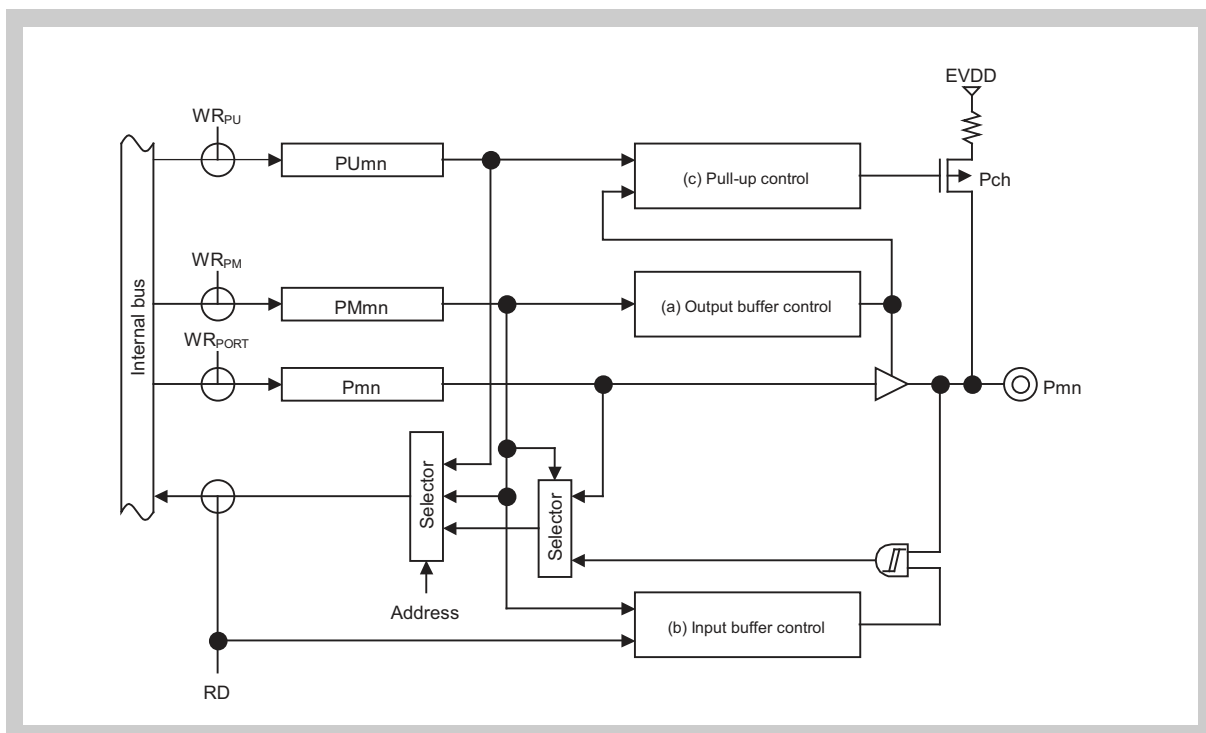 EVDD
WRPU
PUmn
(c) Pull-up control
Pch
WRPM
PMmn
(a) Output buffer control
Internal bus
WRPORT
Pmn
Pmn
Selector
Selector
Address
(b) Input buffer control
RD